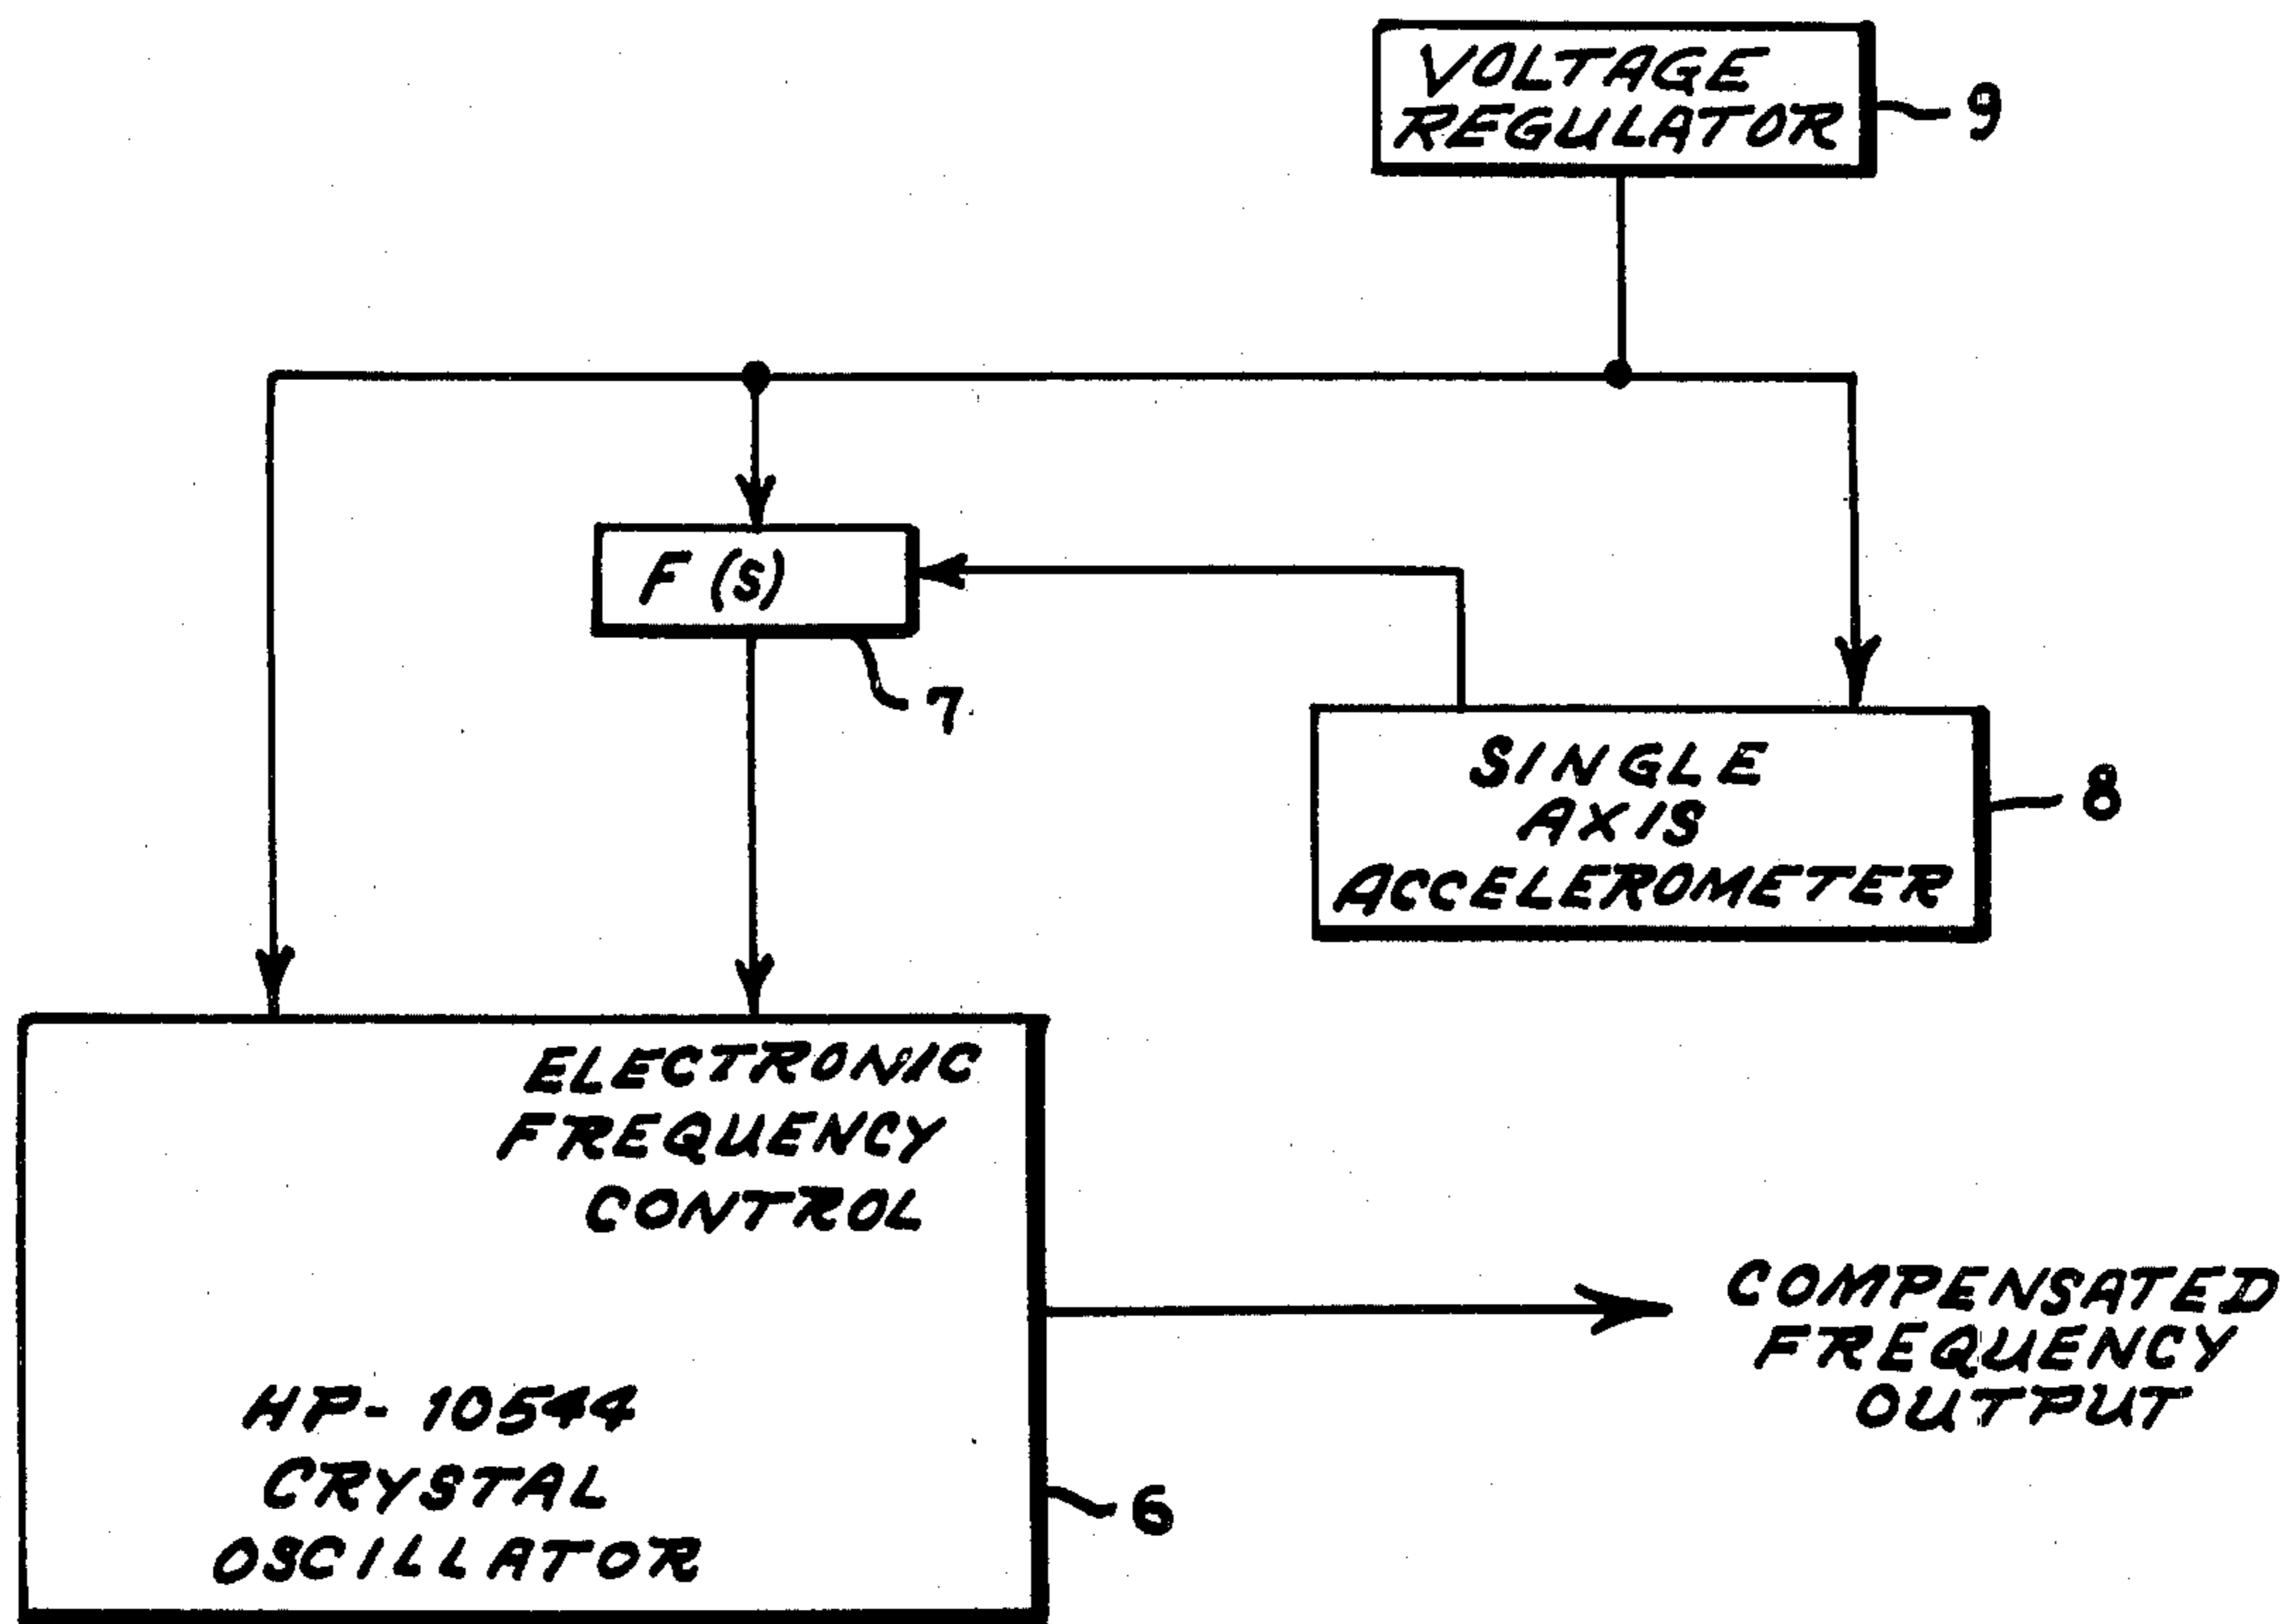 VOLTAGE
REGULATOR
9
F (S)
7
SINGLE
AXIS
ACCELEROMETER
8
ELECTRONIC
FREQUENCY
CONTROL
COMPENSATED
FREQUENCY
OUTPUT
HP-10544
CRYSTAL
OSCILLATOR
6